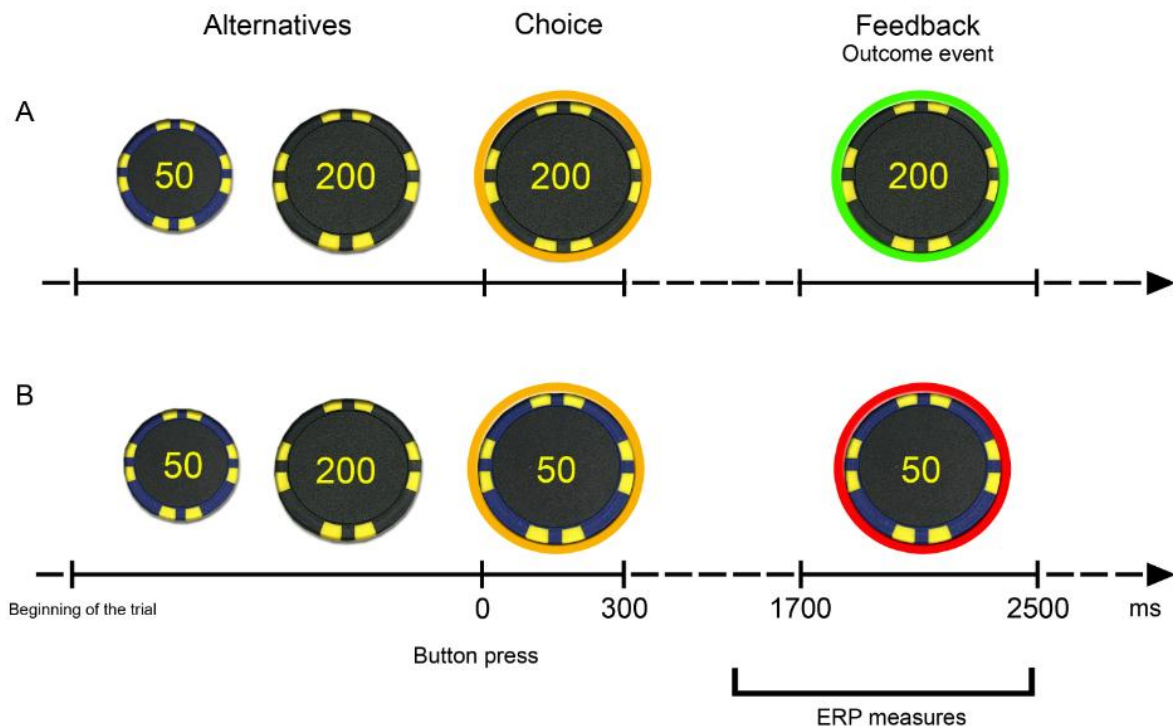 Alternatives Choice Feedback
Outcome event
A
50 200 200 200
B
50 200 50 50
Beginning of the trial 0 300 1700 2500 ms
Button press
ERP measures